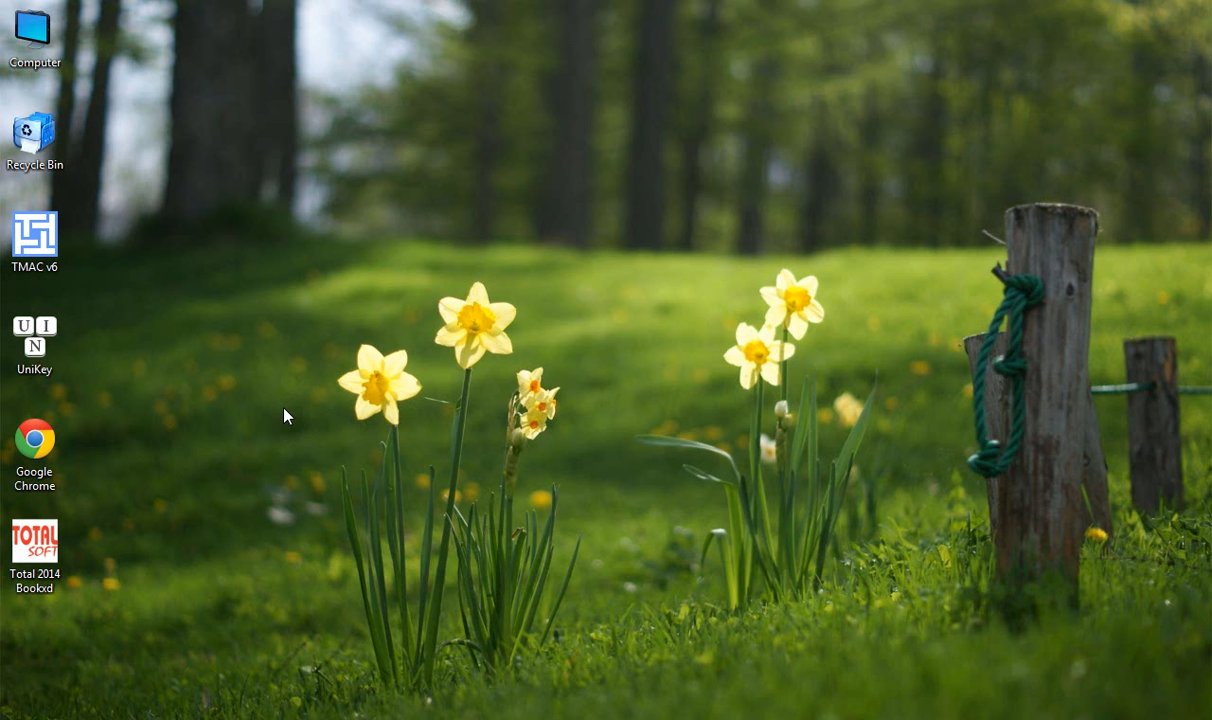 Computer
Recycle Bin
TMAC v6
U I
N
UniKey
Google
Chrome
TOTAL
SOFT
Total 2014
Bookxd